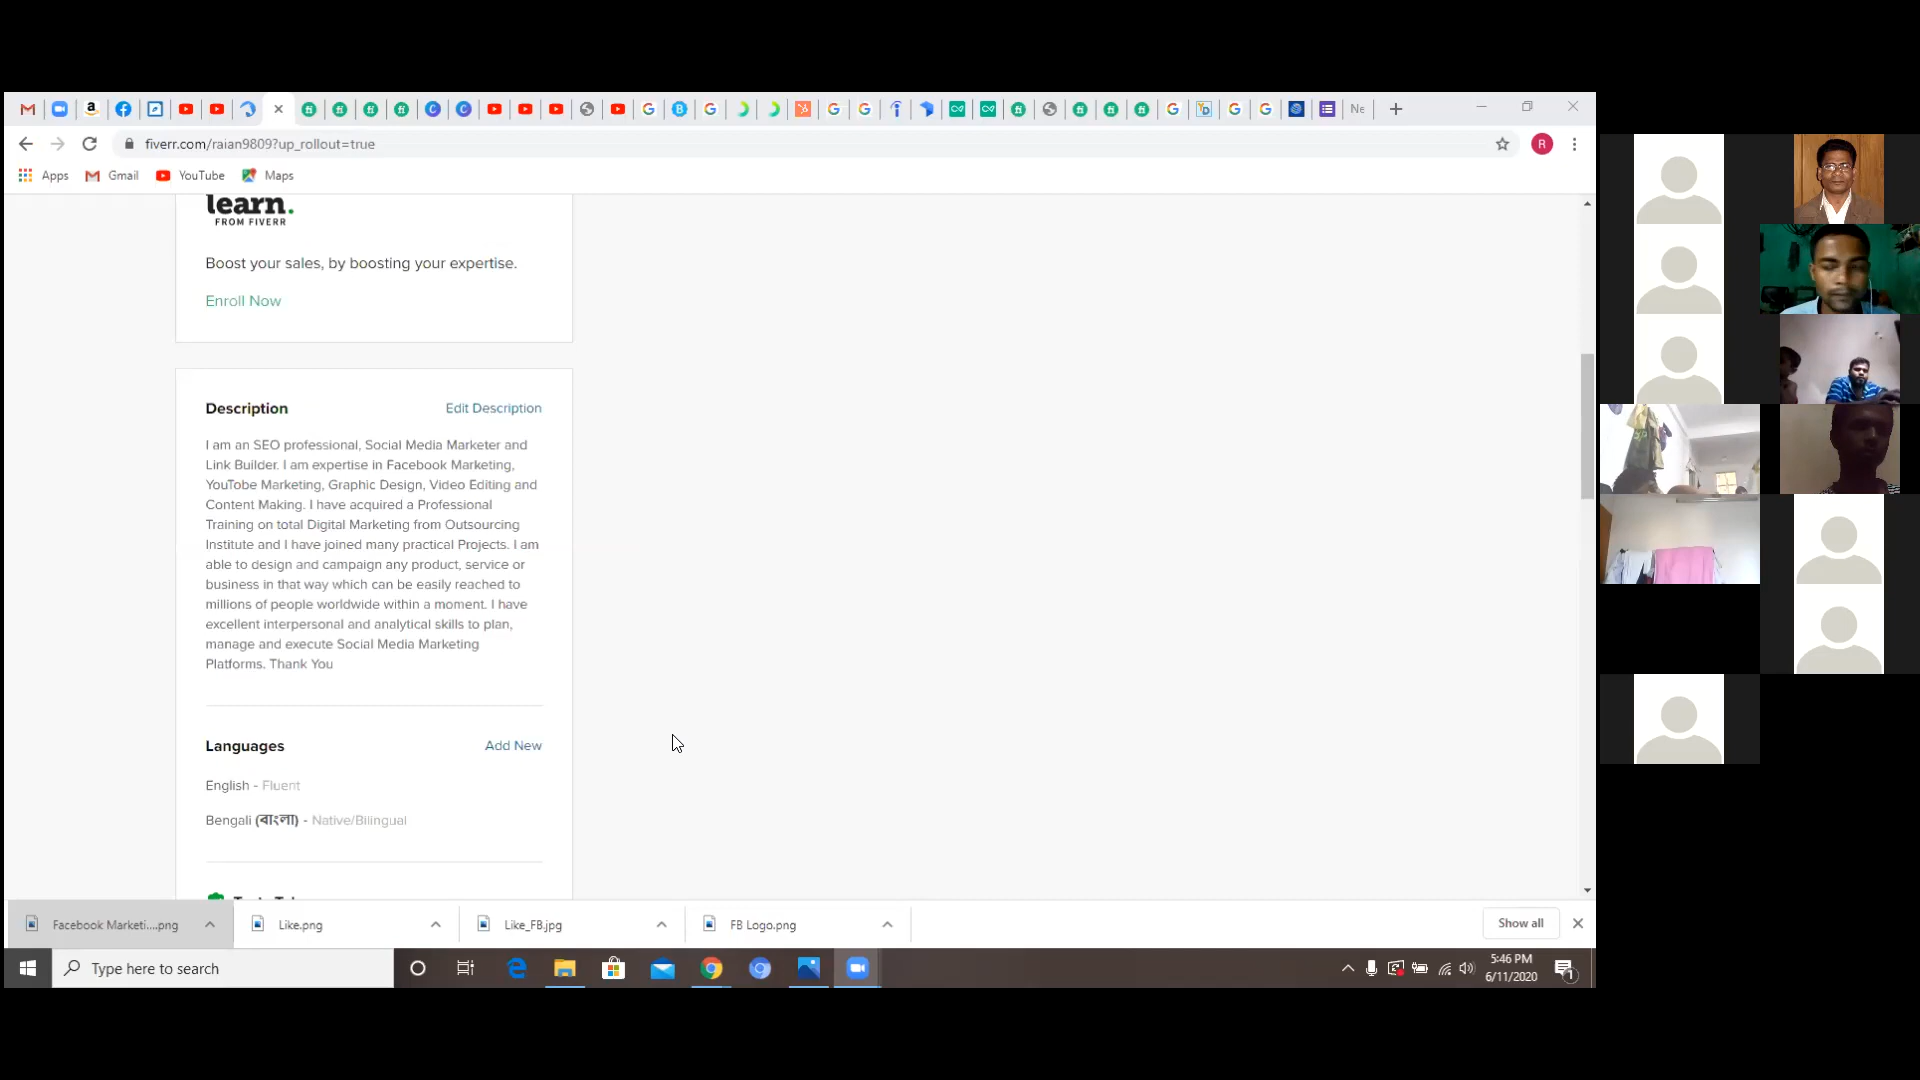 Ne
fiverr.com/raian9809?up_rollout=true
R
Apps Gmail YouTube Maps
learn.
FROM FIVERR
Boost your sales, by boosting your expertise.
Enroll Now
Description Edit Description
I am an SEO professional, Social Media Marketer and
Link Builder. I am expertise in Facebook Marketing,
YouTobe Marketing, Graphic Design, Video Editing and
Content Making. I have acquired a Professional
Training on total Digital Marketing from Outsourcing
Institute and I have joined many practical Projects. I am
able to design and campaign any product, service or
business in that way which can be easily reached to
millions of people worldwide within a moment. I have
excellent interpersonal and analytical skills to plan,
manage and execute Social Media Marketing
Platforms. Thank You
Languages Add New
English - Fluent
Bengali (বাংলা) - Native/Bilingual
Facebook Marketi....png Like.png Like_FB.jpg FB Logo.png Show all
Type here to search
5:46 PM
6/11/2020
1